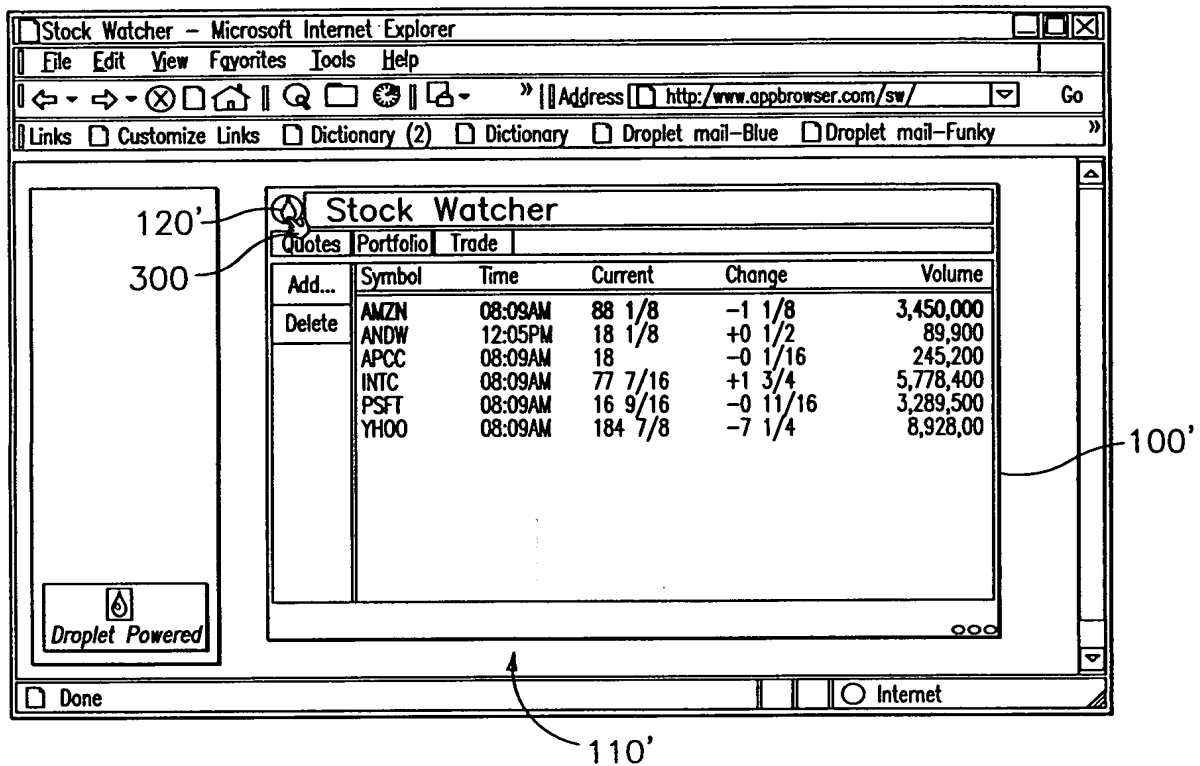 Stock Watcher – Microsoft Internet Explorer
File Edit View Favorites Tools Help
» Address http:/www.appbrowser.com/sw/ Go
Links Customize Links Dictionary (2) Dictionary Droplet mail–Blue Droplet mail–Funky »
120' Stock Watcher
300 Quotes Portfolio Trade
Add... Symbol Time Current Change Volume
Delete AMZN 08:09AM 88 1/8 –1 1/8 3,450,000
ANDW 12:05PM 18 1/8 +0 1/2 89,900
APCC 08:09AM 18 –0 1/16 245,200
INTC 08:09AM 77 7/16 +1 3/4 5,778,400
PSFT 08:09AM 16 9/16 –0 11/16 3,289,500
YHOO 08:09AM 184 7/8 –7 1/4 8,928,00
100'
Droplet Powered
Done Internet
110'